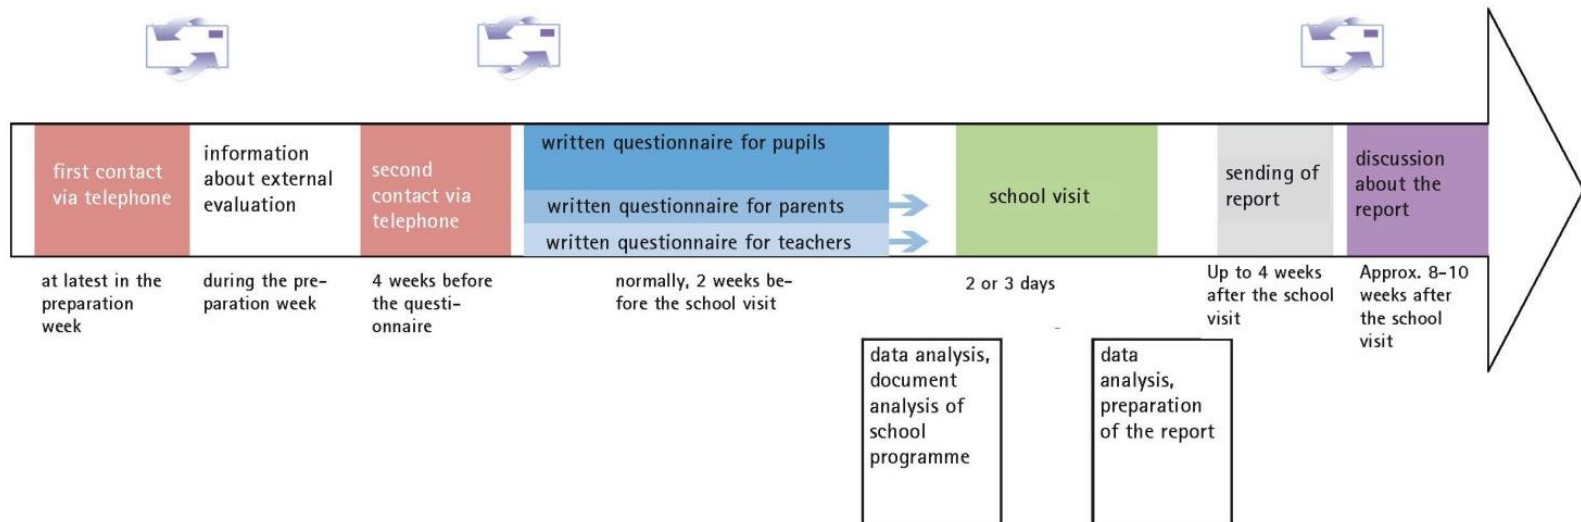 first contact
via telephone
information
about external
evaluation
second
contact via
telephone
written questionnaire for pupils
written questionnaire for parents
written questionnaire for teachers
school visit
sending of
report
discussion
about the
report
at latest in the
preparation
week
during the pre-
paration week
4 weeks before
the questi-
onnaire
normally, 2 weeks be-
fore the school visit
2 or 3 days
Up to 4 weeks
after the school
visit
Approx. 8-10
weeks after
the school
visit
data analysis,
document
analysis of
school
programme
data
analysis,
preparation
of the report